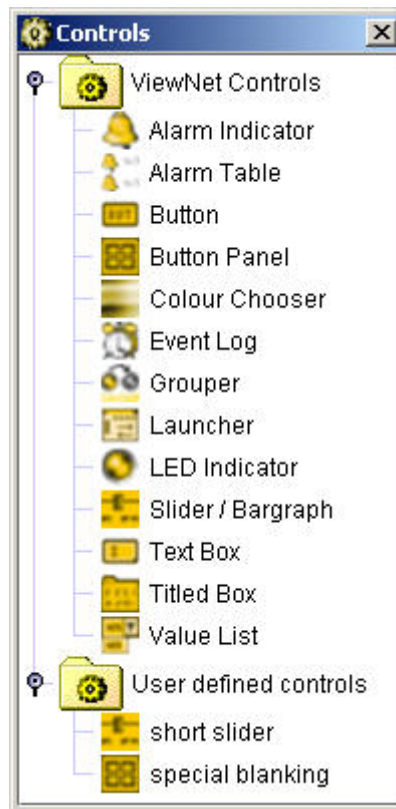 Controls
ViewNet Controls
Alarm Indicator
Alarm Table
Button
Button Panel
Colour Chooser
Event Log
Grouper
Launcher
LED Indicator
Slider / Bargraph
Text Box
Titled Box
Value List
User defined controls
short slider
special blanking